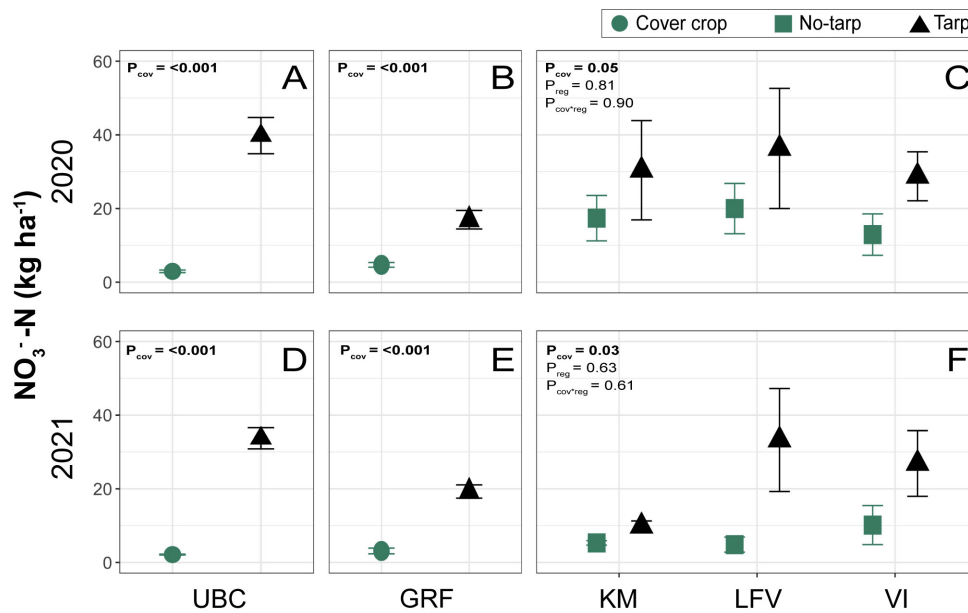 Cover crop No-tarp Tarp
NO₃⁻-N (kg ha⁻¹)
2020
60
40
20
0
P_cov = <0.001
A
P_cov = <0.001
B
P_cov = 0.05
P_reg = 0.81
P_cov*reg = 0.90
C
2021
60
40
20
0
P_cov = <0.001
D
P_cov = <0.001
E
P_cov = 0.03
P_reg = 0.63
P_cov*reg = 0.61
F
UBC GRF KM LFV VI